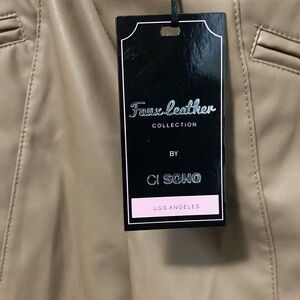 Faux Leather
COLLECTION
BY
CI SONO
LOS ANGELES